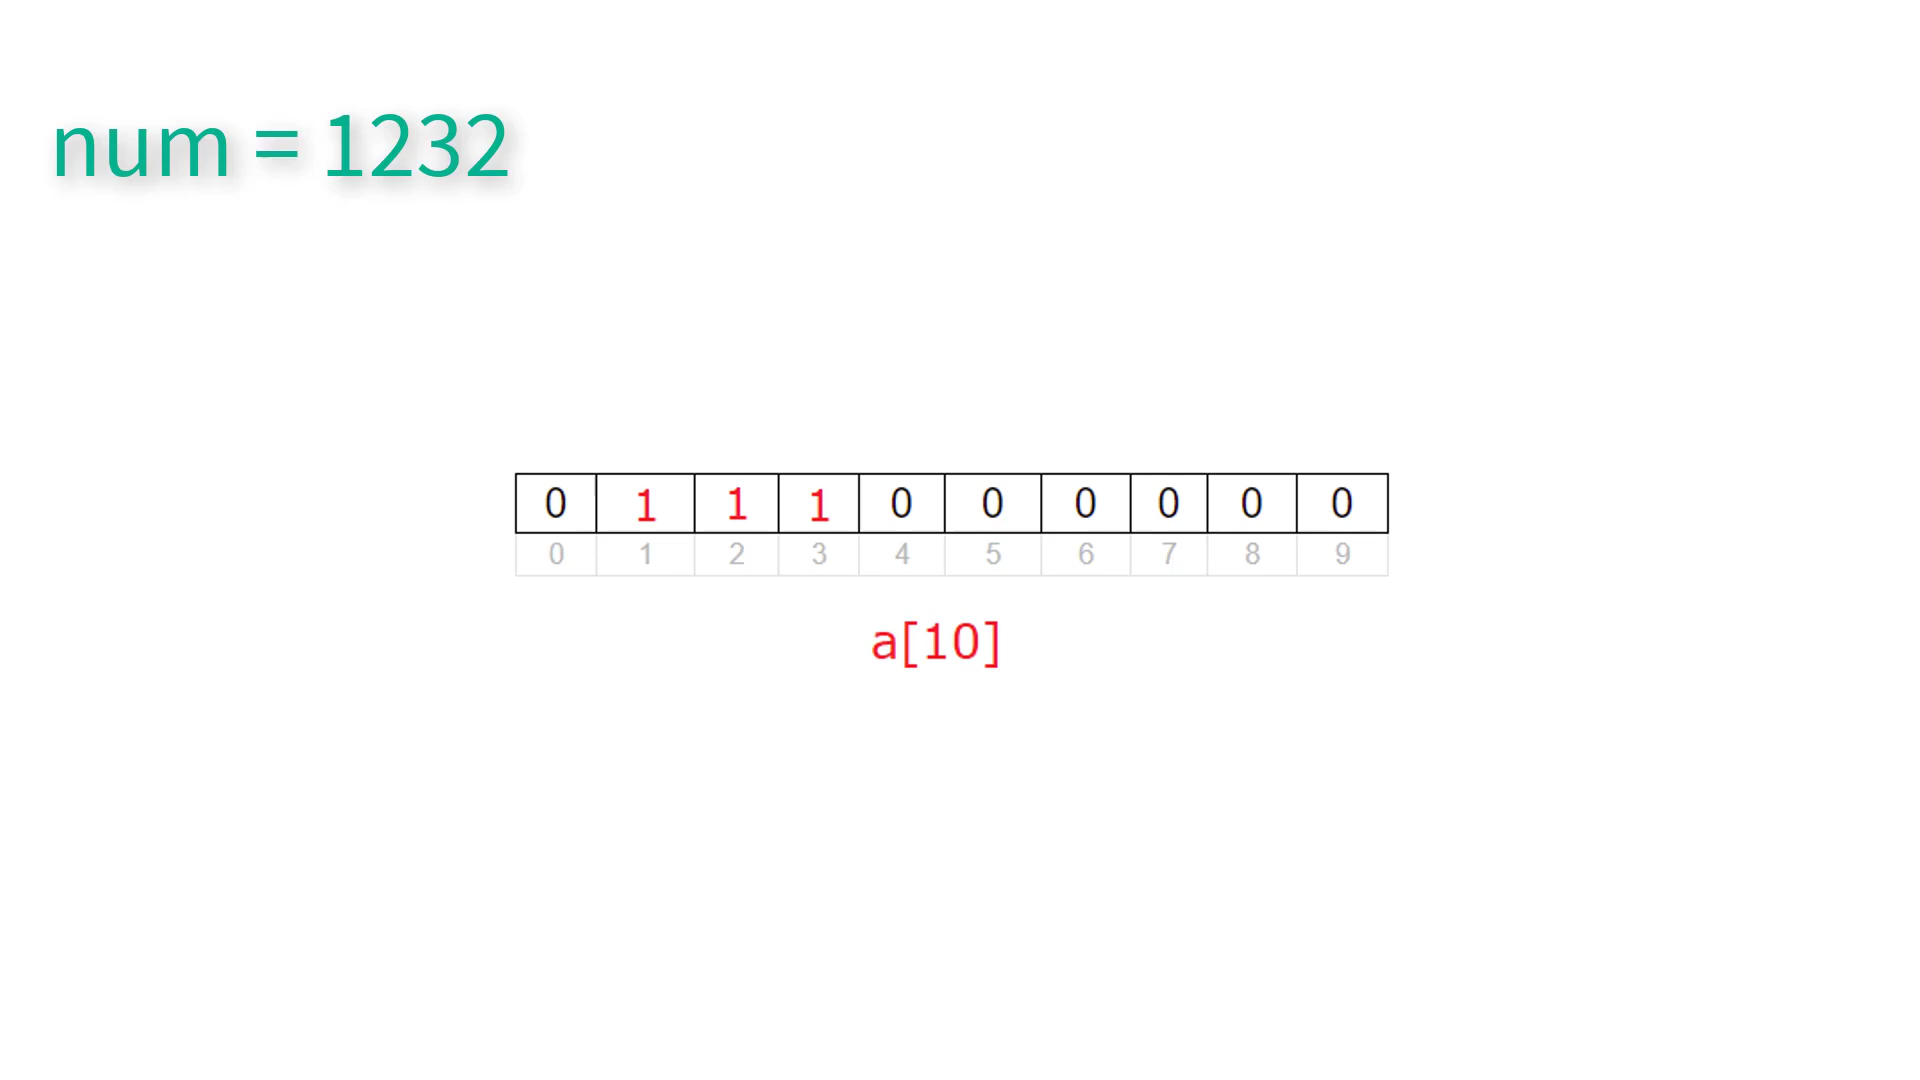 num = 1232
0 1 1 1 0 0 0 0 0 0
0 1 2 3 4 5 6 7 8 9
a[10]